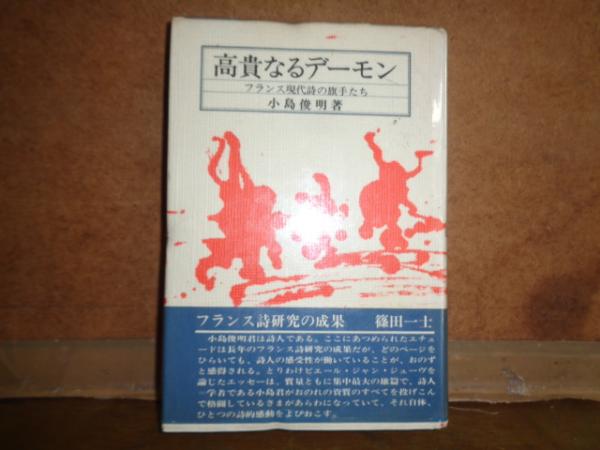 高貴なるデーモン
フランス現代詩の旗手たち
小島俊明著
フランス詩研究の成果　篠田一士
小島俊明君は詩人である。ここにあつめられたエチュ
ードは長年のフランス詩研究の成果だが、どのページを
ひらいても、詩人の感受性が動いていることが、おのず
と感得される。とりわけピエール・ジャン・ジューヴを
論じたエッセーは、質量ともに集中最大の雄篇で、詩人
—学者である小島君がおのれの資質のすべてを投げこん
で格闘しているさまがあらわになっていて、それ自体、
ひとつの詩的感動をよびおこす。